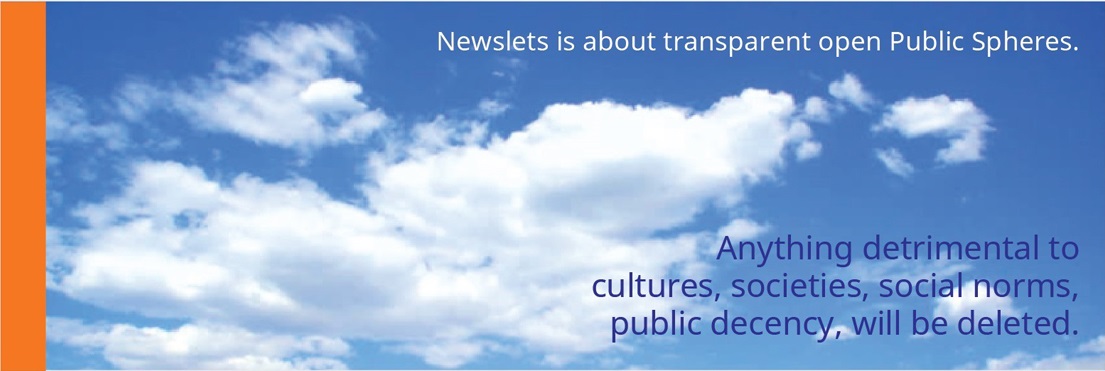 Newslets is about transparent open Public Spheres.
Anything detrimental to
cultures, societies, social norms,
public decency, will be deleted.